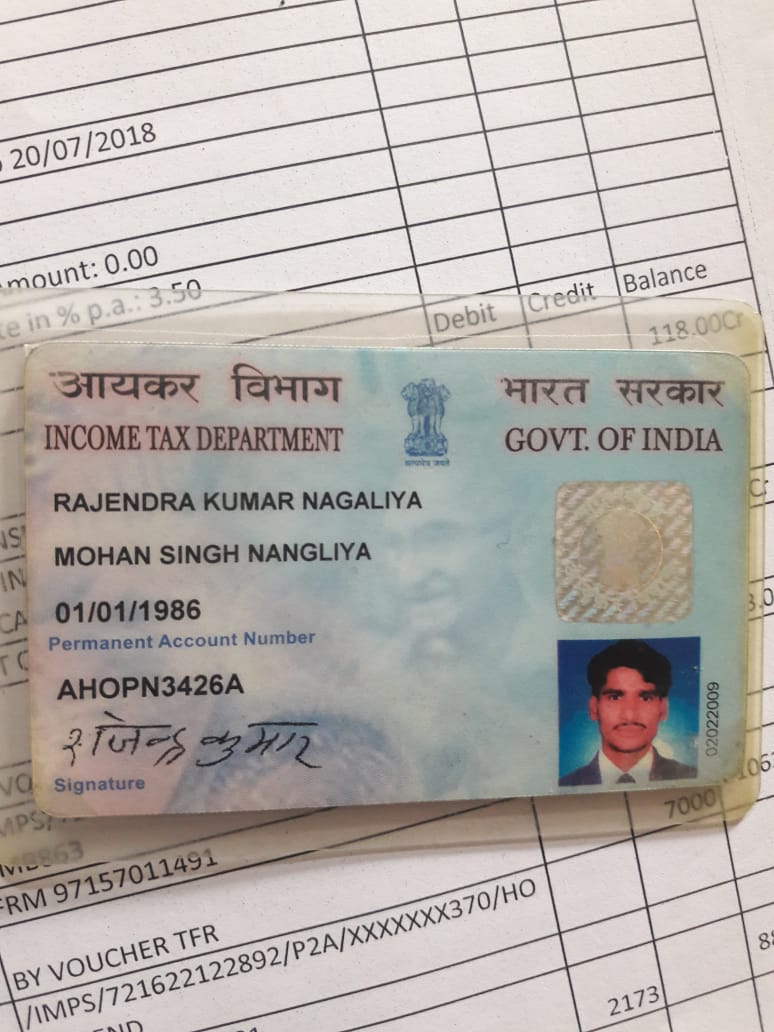 20/07/2018
mount: 0.00
te in % p.a.: 3.50
Debit Credit Balance
118.00Cr
आयकर विभाग भारत सरकार
INCOME TAX DEPARTMENT GOVT. OF INDIA
सत्यमेव जयते
RAJENDRA KUMAR NAGALIYA
MOHAN SINGH NANGLIYA
01/01/1986
Permanent Account Number
AHOPN3426A
राजेन्द्र कुमार
Signature
02022009
7000
FRM 97157011491
BY VOUCHER TFR
/IMPS/721622122892/P2A/XXXXXXX370/HO
2173